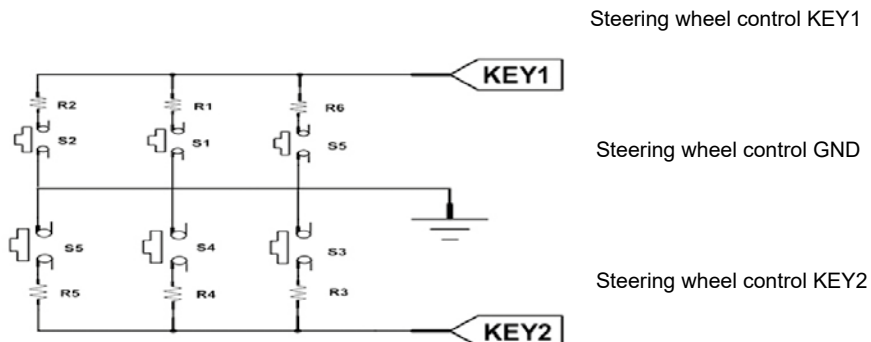 Steering wheel control KEY1
KEY1
R2 R1 R6
S2 S1 S5
Steering wheel control GND
S5 S4 S3
R5 R4 R3
Steering wheel control KEY2
KEY2